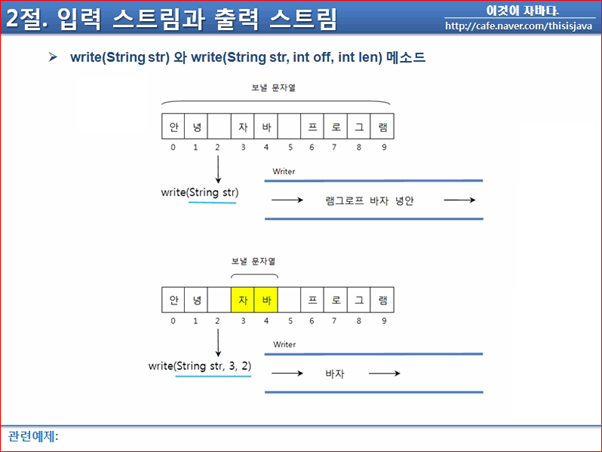 2절. 입력 스트림과 출력 스트림
이것이 자바다.
http://cafe.naver.com/thisisjava
write(String str) 와 write(String str, int off, int len) 메소드
보낼 문자열
안 녕 자 바 프 로 그 램
0 1 2 3 4 5 6 7 8 9
Writer
write(String str)
램그로프 바자 녕안
보낼 문자열
안 녕 자 바 프 로 그 램
0 1 2 3 4 5 6 7 8 9
Writer
write(String str, 3, 2)
바자
관련예제: